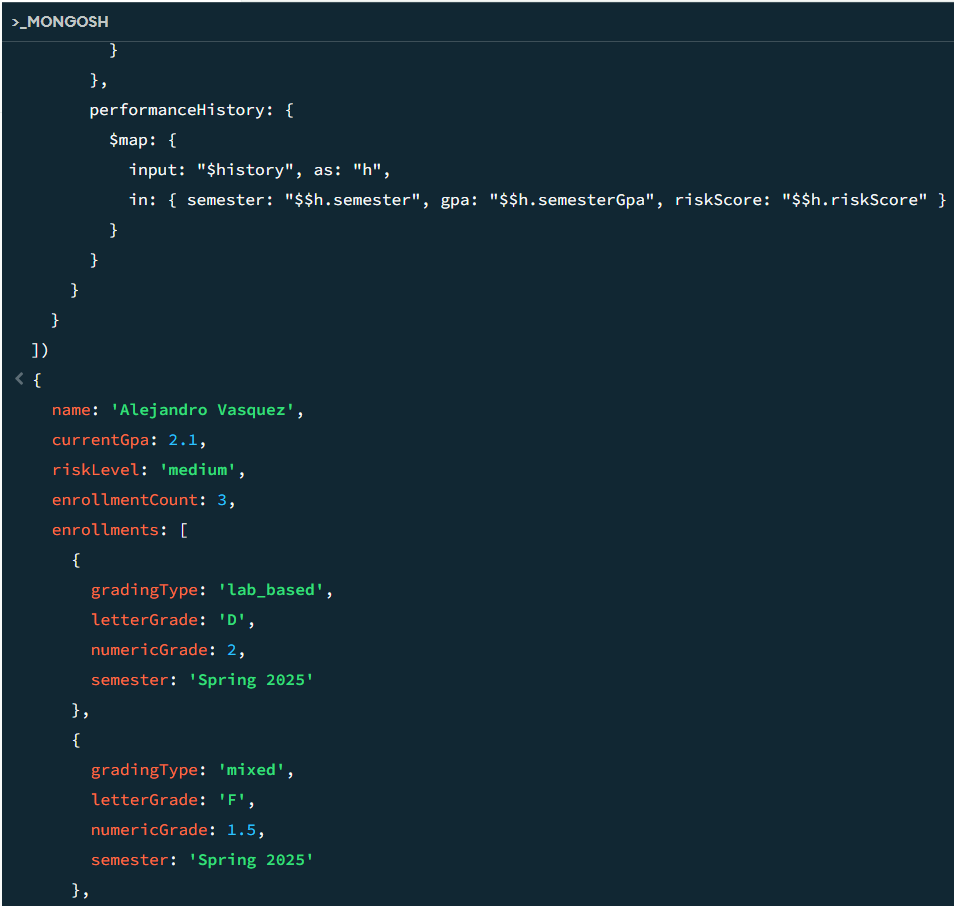 >_MONGOSH
}
},
performanceHistory: {
$map: {
input: "$history", as: "h",
in: { semester: "$$h.semester", gpa: "$$h.semesterGpa", riskScore: "$$h.riskScore" }
}
}
}
}
])
< {
name: 'Alejandro Vasquez',
currentGpa: 2.1,
riskLevel: 'medium',
enrollmentCount: 3,
enrollments: [
{
gradingType: 'lab_based',
letterGrade: 'D',
numericGrade: 2,
semester: 'Spring 2025'
},
{
gradingType: 'mixed',
letterGrade: 'F',
numericGrade: 1.5,
semester: 'Spring 2025'
},